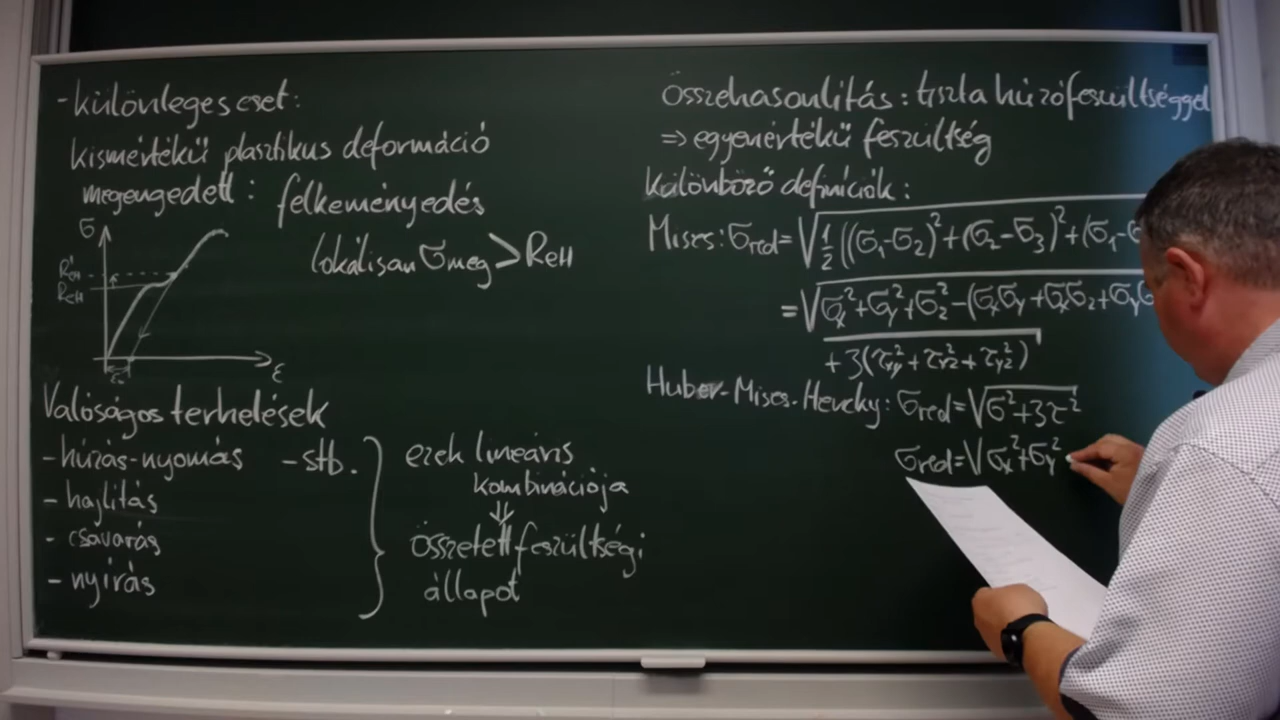 -különleges eset:
kismértékű plasztikus deformáció
megengedett: felkeményedés
lokálisan σmeg > ReH
σ
R'eH
ReH
ε
Valóságos terhelések
-húzás-nyomás -stb.
- hajlítás
- csavarás
- nyírás
ezek lineáris
kombinációja
⇓
összetett feszültségi
állapot
Összehasonlítás: tiszta húzófeszültséggel
⇒ egyenértékű feszültség
Különböző definíciók:
Mises: σred=√½((σ₁-σ₂)²+(σ₂-σ₃)²+(σ₁-σ
=√σx²+σy²+σz²-(σxσy+σxσz+σyσ
+3(τxy²+τxz²+τyz²)
Huber-Mises-Hencky: σred=√σ²+3τ²
σred=√σx²+σy²